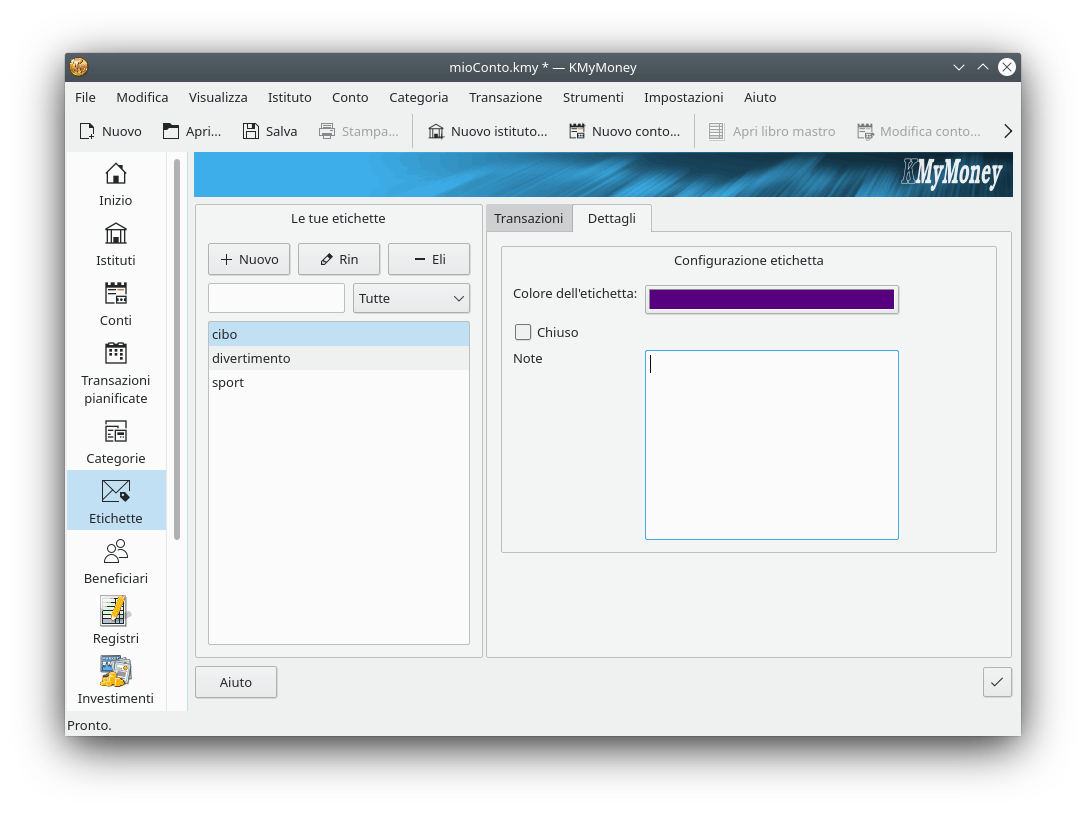 mioConto.kmy * — KMyMoney
File Modifica Visualizza Istituto Conto Categoria Transazione Strumenti Impostazioni Aiuto
Nuovo Apri... Salva Stampa... Nuovo istituto... Nuovo conto... Apri libro mastro Modifica conto...
KMyMoney
Inizio
Istituti
Conti
Transazioni
pianificate
Categorie
Etichette
Beneficiari
Registri
Investimenti
Le tue etichette
Nuovo Rin Eli
Tutte
cibo
divertimento
sport
Transazioni Dettagli
Configurazione etichetta
Colore dell'etichetta:
Chiuso
Note
Aiuto
Pronto.